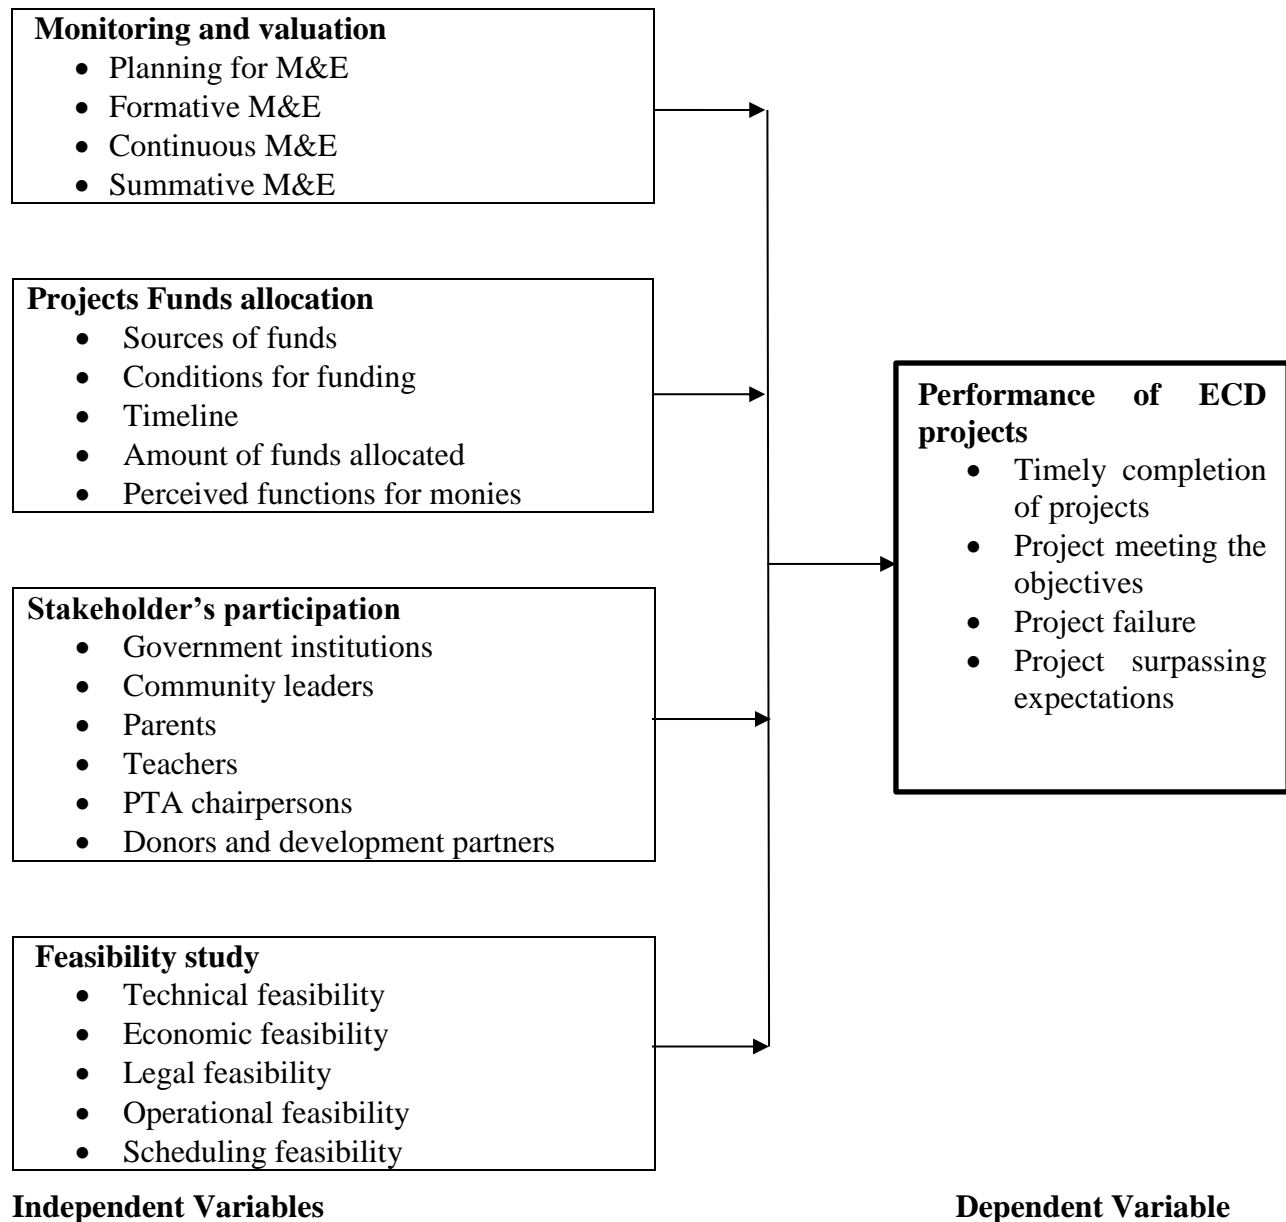 Monitoring and valuation
• Planning for M&E
• Formative M&E
• Continuous M&E
• Summative M&E
Projects Funds allocation
• Sources of funds
• Conditions for funding
• Timeline
• Amount of funds allocated
• Perceived functions for monies
Stakeholder’s participation
• Government institutions
• Community leaders
• Parents
• Teachers
• PTA chairpersons
• Donors and development partners
Feasibility study
• Technical feasibility
• Economic feasibility
• Legal feasibility
• Operational feasibility
• Scheduling feasibility
Performance of ECD
projects
• Timely completion
of projects
• Project meeting the
objectives
• Project failure
• Project surpassing
expectations
Independent Variables
Dependent Variable